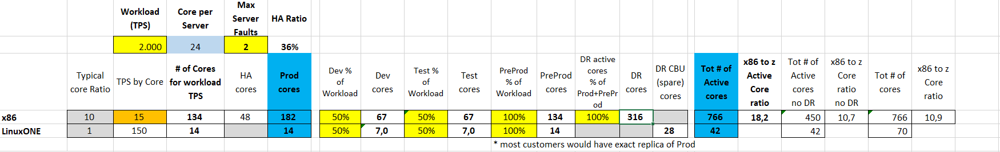 Workload (TPS) Core per Server Max Server Faults HA Ratio
2.000 24 2 36%
Typical core Ratio TPS by Core # of Cores for workload TPS HA cores Prod cores Dev % of Workload Dev cores Test % of Workload Test cores PreProd % of Workload PreProd cores DR active cores % of Prod+PrePr od DR cores DR CBU (spare) cores Tot # of Active cores x86 to z Active Core ratio Tot # of Active cores no DR x86 to z Core ratio no DR Tot # of cores x86 to z Core ratio
x86 10 15 134 48 182 50% 67 50% 67 100% 134 100% 316 766 18,2 450 10,7 766 10,9
LinuxONE 1 150 14 14 50% 7,0 50% 7,0 100% 14 28 42 42 70
* most customers would have exact replica of Prod